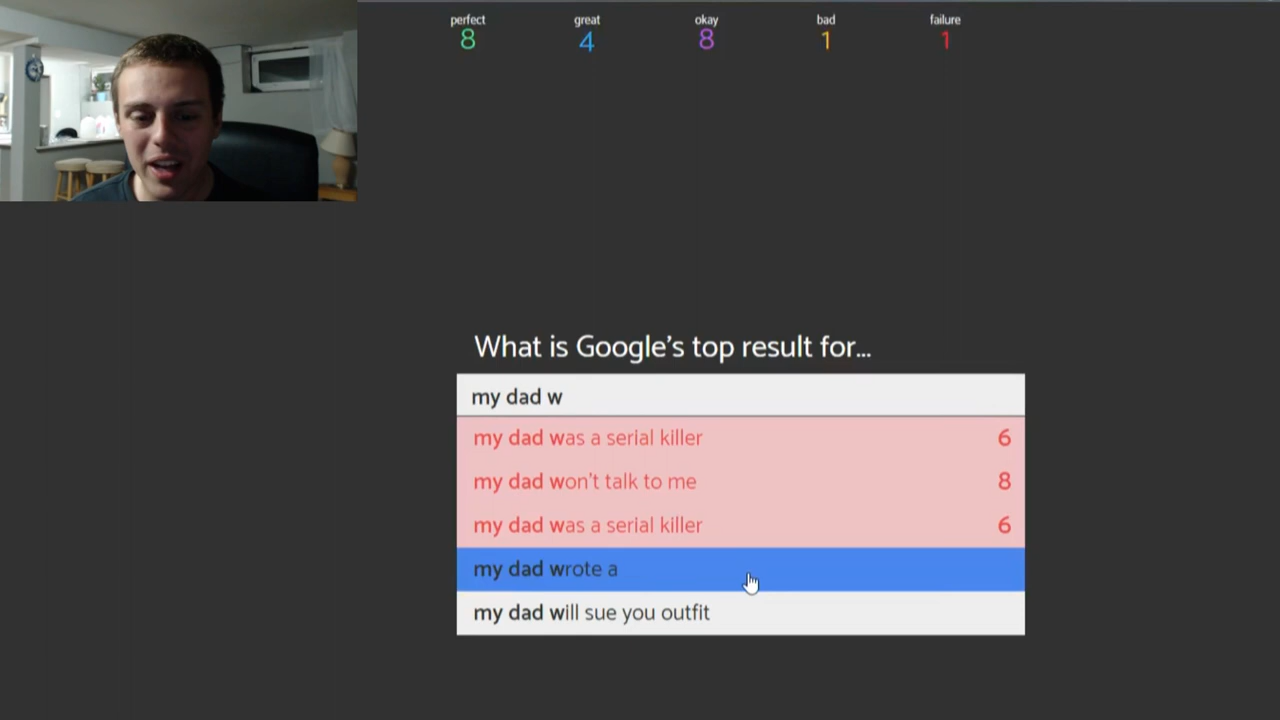 perfect great okay bad failure
8 4 8 1 1
What is Google's top result for...
my dad w
my dad was a serial killer 6
my dad won't talk to me 8
my dad was a serial killer 6
my dad wrote a
my dad will sue you outfit